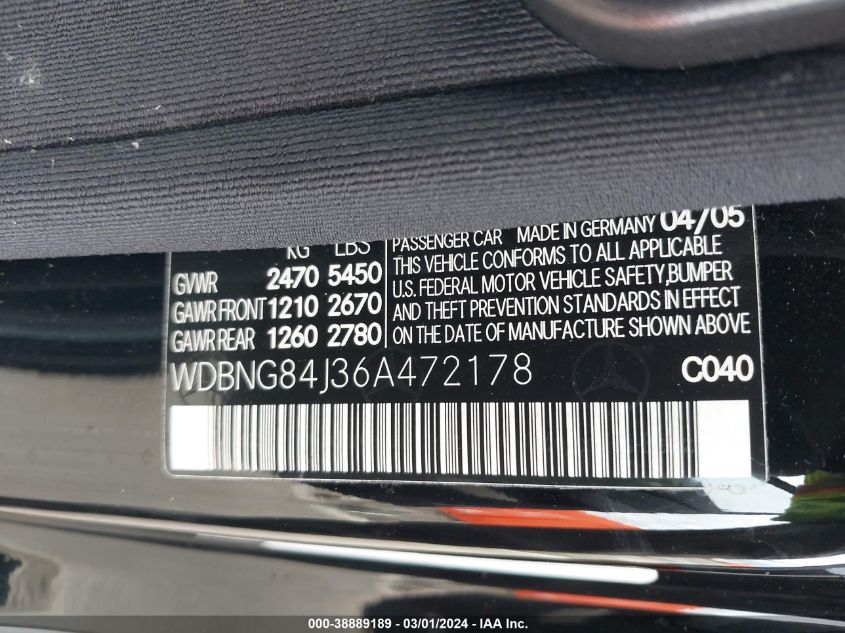 KG LBS
GVWR 2470 5450
GAWR FRONT 1210 2670
GAWR REAR 1260 2780
PASSENGER CAR MADE IN GERMANY 04/05
THIS VEHICLE CONFORMS TO ALL APPLICABLE
U.S. FEDERAL MOTOR VEHICLE SAFETY,BUMPER
AND THEFT PREVENTION STANDARDS IN EFFECT
ON THE DATE OF MANUFACTURE SHOWN ABOVE
WDBNG84J36A472178 C040
000-38889189 - 03/01/2024 - IAA Inc.